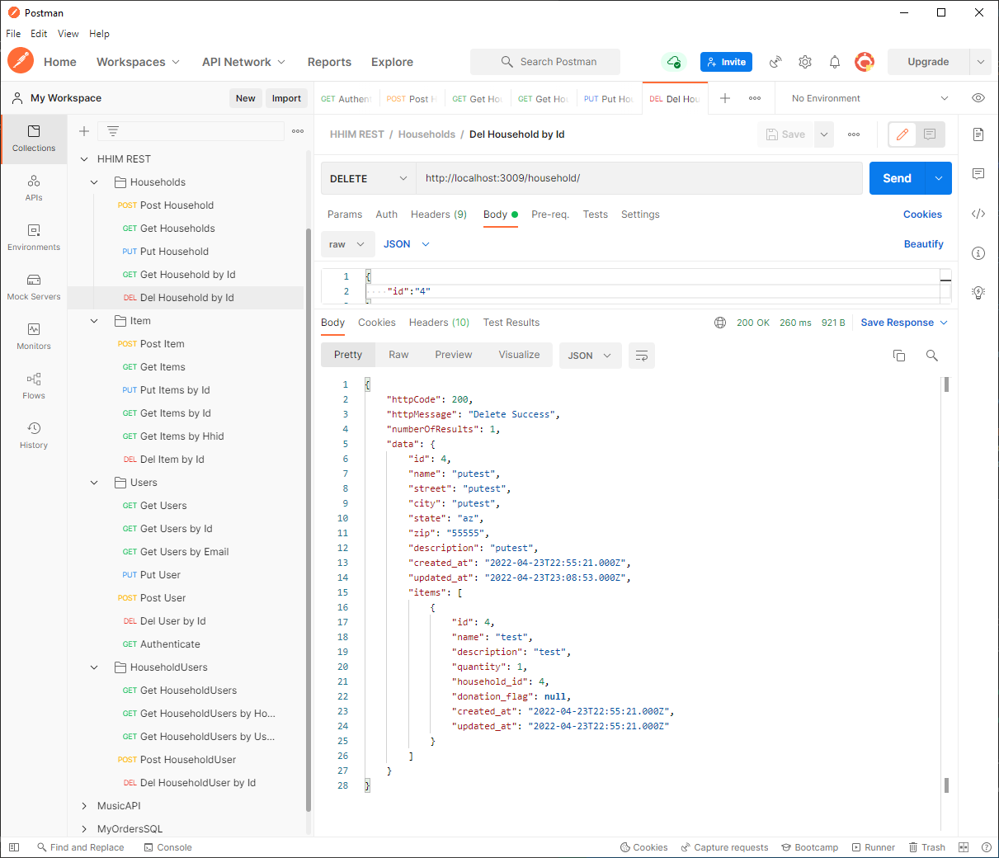 Postman
File Edit View Help
Home Workspaces API Network Reports Explore Search Postman Invite Upgrade
My Workspace New Import
GET Authen POST Post H GET Get Hou GET Get Hou PUT Put Hou DEL Del Hou No Environment
Collections
APIs
Environments
Mock Servers
Monitors
Flows
History
HHIM REST
Households
POST Post Household
GET Get Households
PUT Put Household
GET Get Household by Id
DEL Del Household by Id
Item
POST Post Item
GET Get Items
PUT Put Items by Id
GET Get Items by Id
GET Get Items by Hhid
DEL Del Item by Id
Users
GET Get Users
GET Get Users by Id
GET Get Users by Email
PUT Put User
POST Post User
DEL Del User by Id
GET Authenticate
HouseholdUsers
GET Get HouseholdUsers
GET Get HouseholdUsers by Ho...
GET Get HouseholdUsers by Us...
POST Post HouseholdUser
DEL Del HouseholdUser by Id
MusicAPI
MyOrdersSQL
HHIM REST / Households / Del Household by Id Save
DELETE http://localhost:3009/household/ Send
Params Auth Headers (9) Body Pre-req. Tests Settings Cookies
raw JSON Beautify
1 {
2 "id":"4"
Body Cookies Headers (10) Test Results 200 OK 260 ms 921 B Save Response
Pretty Raw Preview Visualize JSON
1 {
2 "httpCode": 200,
3 "httpMessage": "Delete Success",
4 "numberOfResults": 1,
5 "data": {
6 "id": 4,
7 "name": "putest",
8 "street": "putest",
9 "city": "putest",
10 "state": "az",
11 "zip": "55555",
12 "description": "putest",
13 "created_at": "2022-04-23T22:55:21.000Z",
14 "updated_at": "2022-04-23T23:08:53.000Z",
15 "items": [
16 {
17 "id": 4,
18 "name": "test",
19 "description": "test",
20 "quantity": 1,
21 "household_id": 4,
22 "donation_flag": null,
23 "created_at": "2022-04-23T22:55:21.000Z",
24 "updated_at": "2022-04-23T22:55:21.000Z"
25 }
26 ]
27 }
28 }
Find and Replace Console Cookies Capture requests Bootcamp Runner Trash